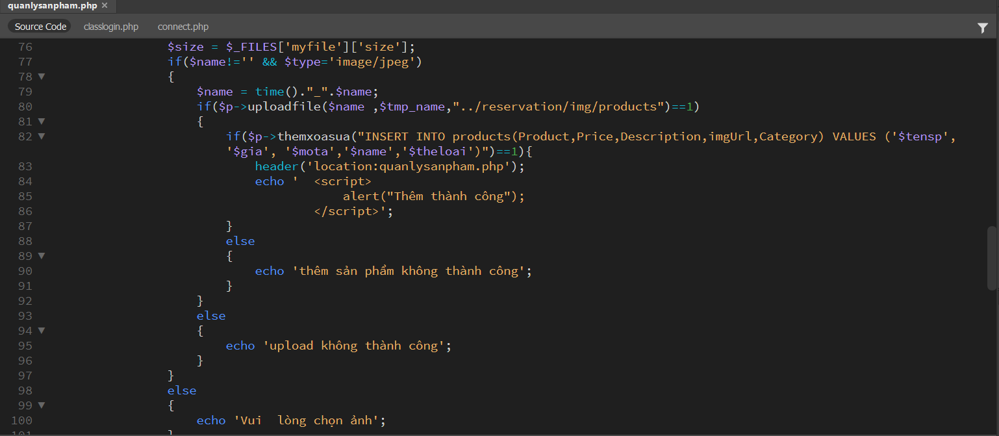 quanlysanpham.php ×
Source Code classlogin.php connect.php
76 $size = $_FILES['myfile']['size'];
77 if($name!='' && $type='image/jpeg')
78 {
79 $name = time()."_".$name;
80 if($p->uploadfile($name ,$tmp_name,"../reservation/img/products")==1)
81 {
82 if($p->themxoasua("INSERT INTO products(Product,Price,Description,imgUrl,Category) VALUES ('$tensp',
'$gia', '$mota','$name','$theloai')")==1){
83 header('location:quanlysanpham.php');
84 echo '  <script>
85 alert("Thêm thành công");
86 </script>';
87 }
88 else
89 {
90 echo 'thêm sản phẩm không thành công';
91 }
92 }
93 else
94 {
95 echo 'upload không thành công';
96 }
97 }
98 else
99 {
100 echo 'Vui  lòng chọn ảnh';
101 }